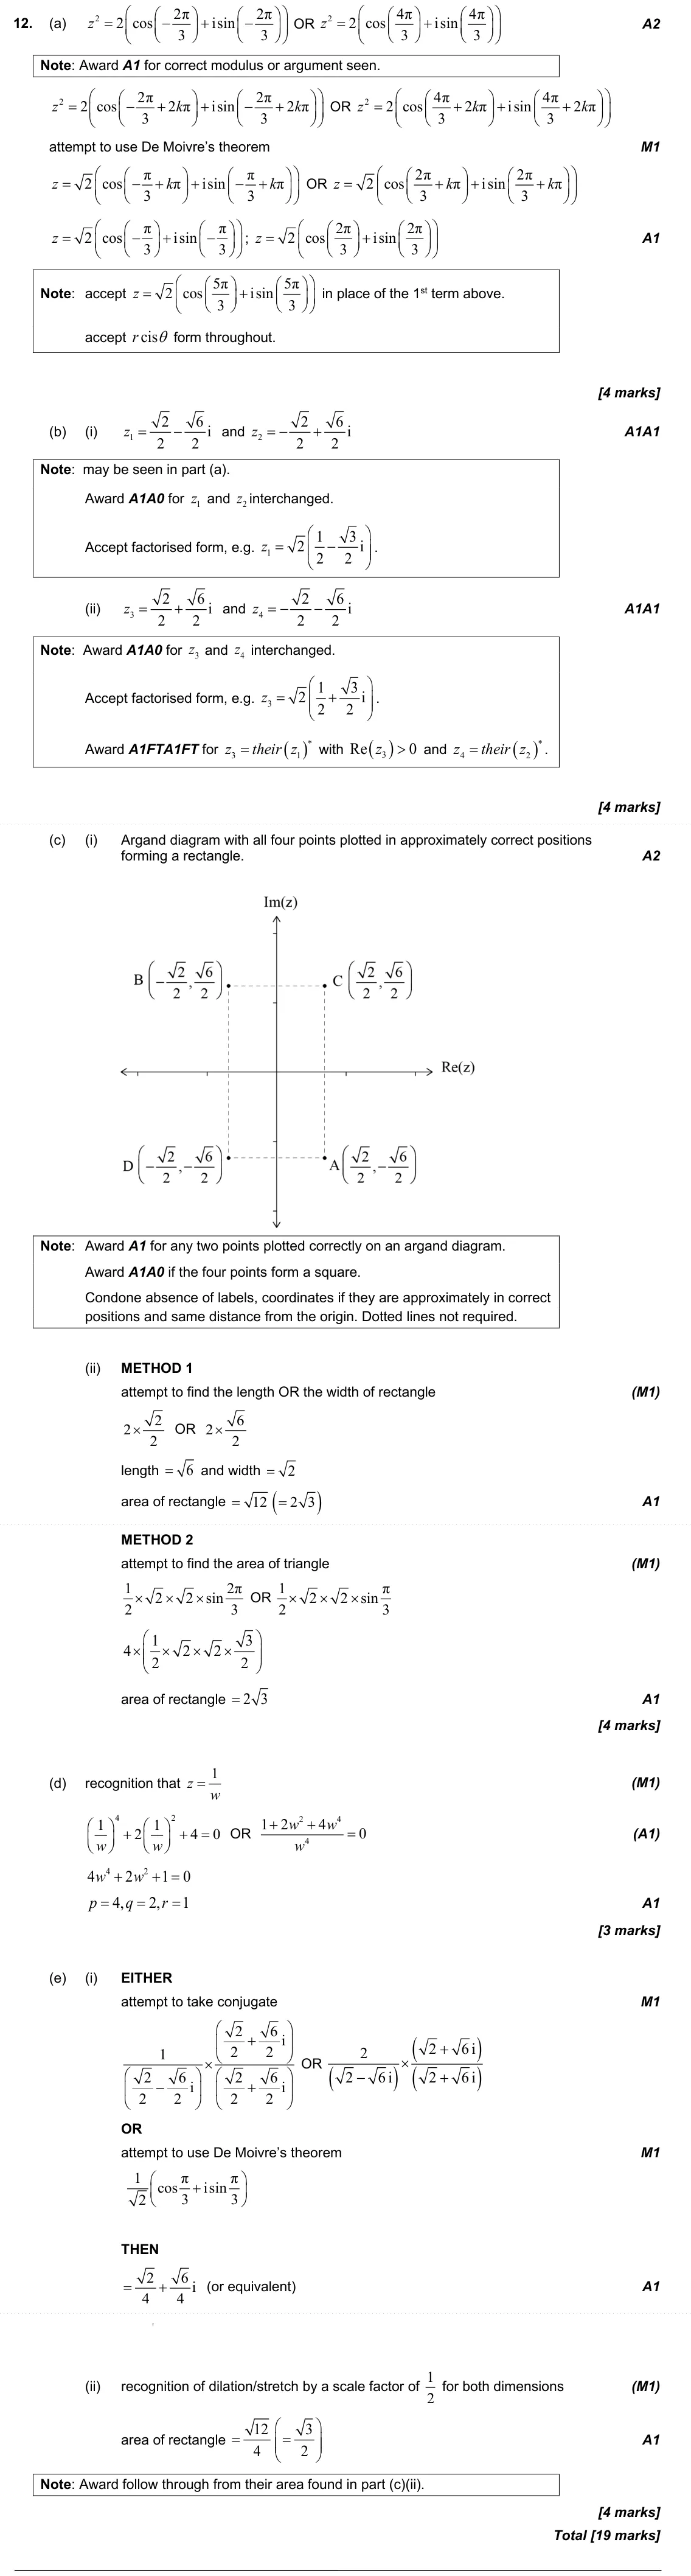 12. (a) z² = 2(cos(−2π/3) + i sin(−2π/3)) OR z² = 2(cos(4π/3) + i sin(4π/3)) A2
Note: Award A1 for correct modulus or argument seen.
z² = 2(cos(−2π/3 + 2kπ) + i sin(−2π/3 + 2kπ)) OR z² = 2(cos(4π/3 + 2kπ) + i sin(4π/3 + 2kπ))
attempt to use De Moivre's theorem M1
z = √2(cos(−π/3 + kπ) + i sin(−π/3 + kπ)) OR z = √2(cos(2π/3 + kπ) + i sin(2π/3 + kπ))
z = √2(cos(−π/3) + i sin(−π/3)); z = √2(cos(2π/3) + i sin(2π/3)) A1
Note: accept z = √2(cos(5π/3) + i sin(5π/3)) in place of the 1st term above.
accept r cis θ form throughout.
[4 marks]
(b) (i) z₁ = √2/2 − √6/2 i and z₂ = −√2/2 + √6/2 i A1A1
Note: may be seen in part (a).
Award A1A0 for z₁ and z₂ interchanged.
Accept factorised form, e.g. z₁ = √2(1/2 − √3/2 i).
(ii) z₃ = √2/2 + √6/2 i and z₄ = −√2/2 − √6/2 i A1A1
Note: Award A1A0 for z₃ and z₄ interchanged.
Accept factorised form, e.g. z₃ = √2(1/2 + √3/2 i).
Award A1FTA1FT for z₃ = their (z₁)* with Re(z₃) > 0 and z₄ = their (z₂)*.
[4 marks]
(c) (i) Argand diagram with all four points plotted in approximately correct positions
forming a rectangle. A2
Im(z)
B (−√2/2, √6/2) C (√2/2, √6/2)
Re(z)
D (−√2/2, −√6/2) A (√2/2, −√6/2)
Note: Award A1 for any two points plotted correctly on an argand diagram.
Award A1A0 if the four points form a square.
Condone absence of labels, coordinates if they are approximately in correct
positions and same distance from the origin. Dotted lines not required.
(ii) METHOD 1
attempt to find the length OR the width of rectangle (M1)
2 × √2/2 OR 2 × √6/2
length = √6 and width = √2
area of rectangle = √12 (= 2√3) A1
METHOD 2
attempt to find the area of triangle (M1)
1/2 × √2 × √2 × sin 2π/3 OR 1/2 × √2 × √2 × sin π/3
4 × (1/2 × √2 × √2 × √3/2)
area of rectangle = 2√3 A1
[4 marks]
(d) recognition that z = 1/w (M1)
(1/w)⁴ + 2(1/w)² + 4 = 0 OR (1 + 2w² + 4w⁴)/w⁴ = 0 (A1)
4w⁴ + 2w² + 1 = 0
p = 4, q = 2, r = 1 A1
[3 marks]
(e) (i) EITHER
attempt to take conjugate M1
1/(√2/2 − √6/2 i) × (√2/2 + √6/2 i)/(√2/2 + √6/2 i) OR 2/(√2 − √6 i) × (√2 + √6 i)/(√2 + √6 i)
OR
attempt to use De Moivre's theorem M1
1/√2 (cos π/3 + i sin π/3)
THEN
= √2/4 + √6/4 i (or equivalent) A1
(ii) recognition of dilation/stretch by a scale factor of 1/2 for both dimensions (M1)
area of rectangle = √12/4 (= √3/2) A1
Note: Award follow through from their area found in part (c)(ii).
[4 marks]
Total [19 marks]